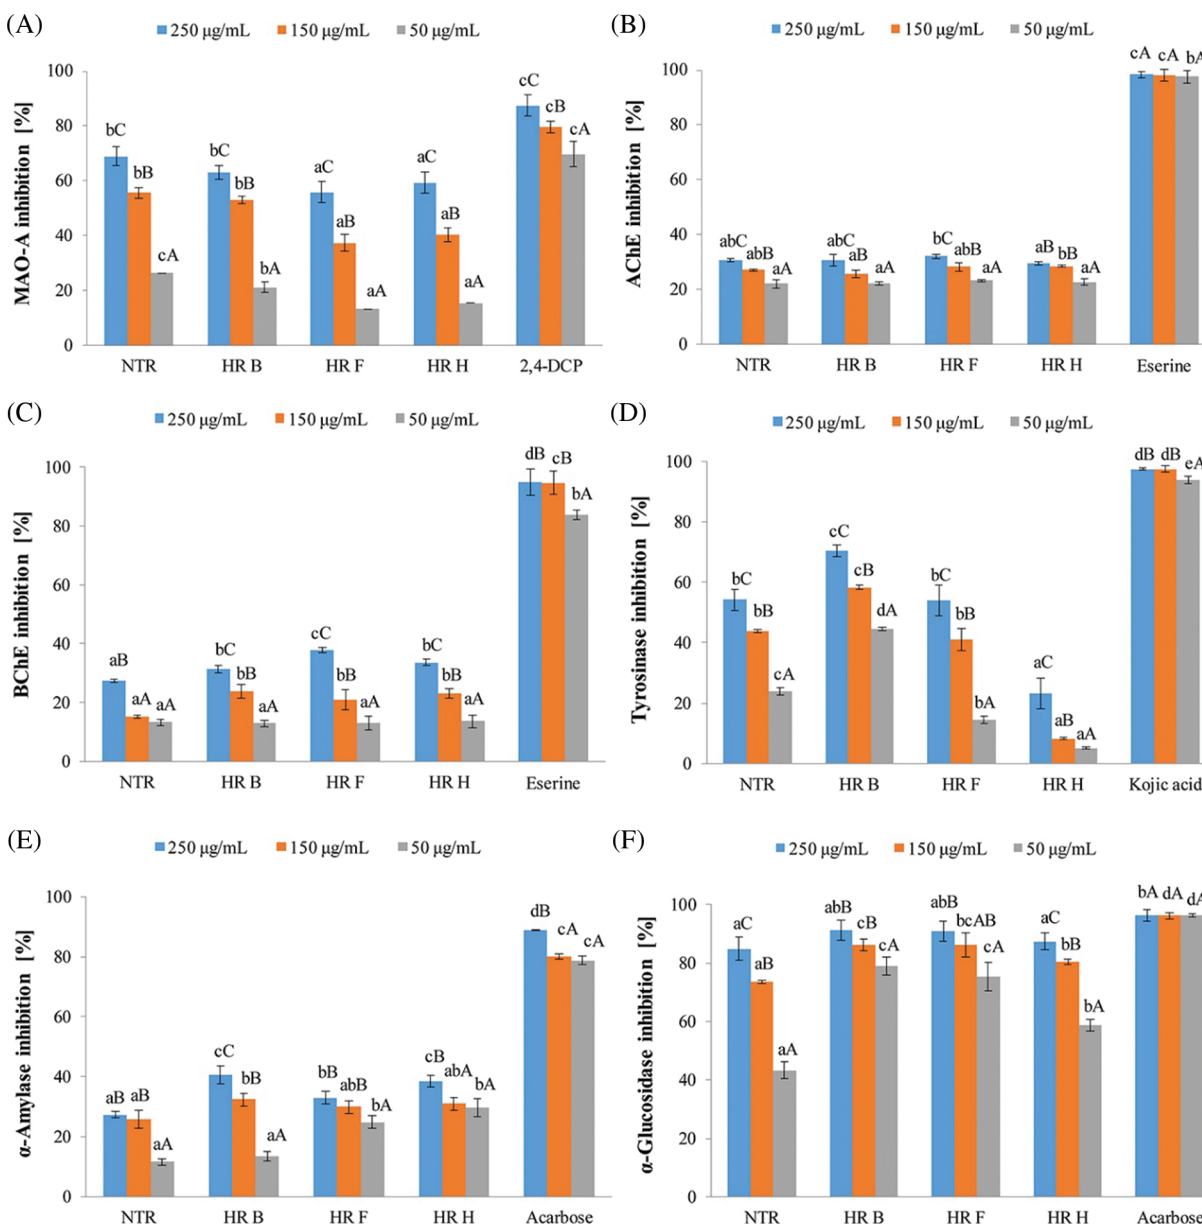 (A)
250 µg/mL 150 µg/mL 50 µg/mL
MAO-A inhibition [%]
100
80
60
40
20
0
bC bB cA
bC bB bA
aC aB aA
aC aB aA
cC cB cA
NTR HR B HR F HR H 2,4-DCP
(B)
250 µg/mL 150 µg/mL 50 µg/mL
AChE inhibition [%]
100
80
60
40
20
0
abC abB aA
abC aB aA
bC abB aA
aB bB aA
cA cA bA
NTR HR B HR F HR H Eserine
(C)
250 µg/mL 150 µg/mL 50 µg/mL
BChE inhibition [%]
100
80
60
40
20
0
aB aA aA
bC bB aA
cC bB aA
bC bB aA
dB cB bA
NTR HR B HR F HR H Eserine
(D)
250 µg/mL 150 µg/mL 50 µg/mL
Tyrosinase inhibition [%]
100
80
60
40
20
0
bC bB cA
cC cB dA
bC bB bA
aC aB aA
dB dB eA
NTR HR B HR F HR H Kojic acid
(E)
250 µg/mL 150 µg/mL 50 µg/mL
α-Amylase inhibition [%]
100
80
60
40
20
0
aB aB aA
cC bB aA
bB abB bA
cB abA bA
dB cA cA
NTR HR B HR F HR H Acarbose
(F)
250 µg/mL 150 µg/mL 50 µg/mL
α-Glucosidase inhibition [%]
100
80
60
40
20
0
aC aB aA
abB cB cA
abB bcAB cA
aC bB bA
bA dA dA
NTR HR B HR F HR H Acarbose